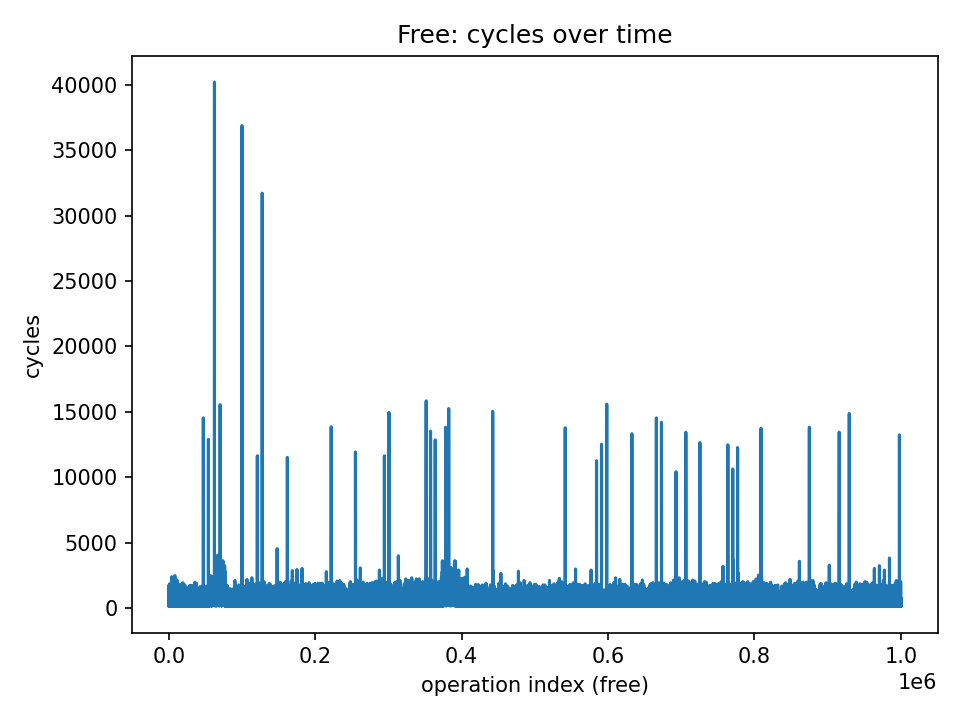 Free: cycles over time
40000
35000
30000
25000
20000
15000
10000
5000
0
cycles
0.0 0.2 0.4 0.6 0.8 1.0
1e6
operation index (free)